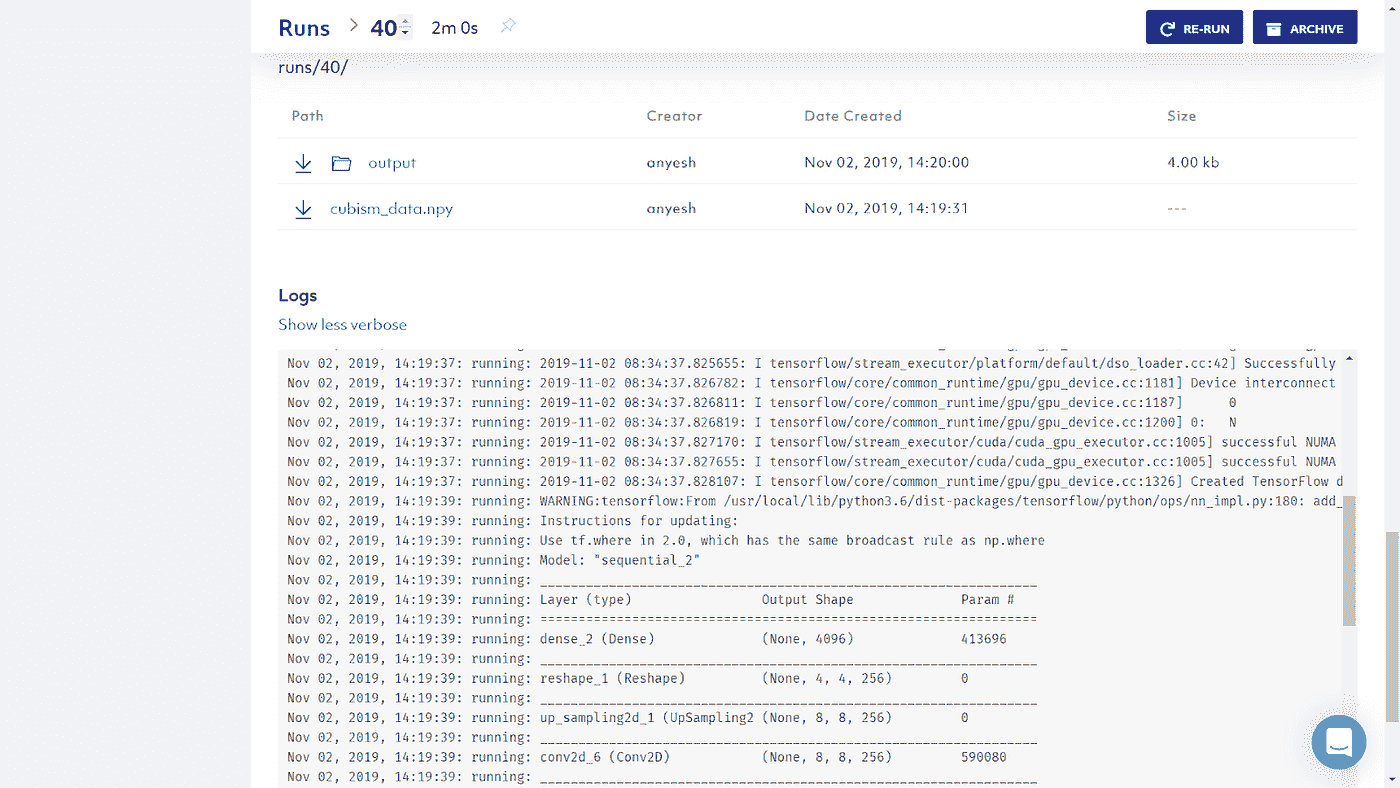 Runs > 40 2m 0s RE-RUN ARCHIVE
runs/40/
Path Creator Date Created Size
output anyesh Nov 02, 2019, 14:20:00 4.00 kb
cubism_data.npy anyesh Nov 02, 2019, 14:19:31 ---
Logs
Show less verbose
Nov 02, 2019, 14:19:37: running: 2019-11-02 08:34:37.825655: I tensorflow/stream_executor/platform/default/dso_loader.cc:42] Successfully
Nov 02, 2019, 14:19:37: running: 2019-11-02 08:34:37.826782: I tensorflow/core/common_runtime/gpu/gpu_device.cc:1181] Device interconnect
Nov 02, 2019, 14:19:37: running: 2019-11-02 08:34:37.826811: I tensorflow/core/common_runtime/gpu/gpu_device.cc:1187]      0
Nov 02, 2019, 14:19:37: running: 2019-11-02 08:34:37.826819: I tensorflow/core/common_runtime/gpu/gpu_device.cc:1200] 0:   N
Nov 02, 2019, 14:19:37: running: 2019-11-02 08:34:37.827170: I tensorflow/stream_executor/cuda/cuda_gpu_executor.cc:1005] successful NUMA
Nov 02, 2019, 14:19:37: running: 2019-11-02 08:34:37.827655: I tensorflow/stream_executor/cuda/cuda_gpu_executor.cc:1005] successful NUMA
Nov 02, 2019, 14:19:37: running: 2019-11-02 08:34:37.828107: I tensorflow/core/common_runtime/gpu/gpu_device.cc:1326] Created TensorFlow d
Nov 02, 2019, 14:19:39: running: WARNING:tensorflow:From /usr/local/lib/python3.6/dist-packages/tensorflow/python/ops/nn_impl.py:180: add_
Nov 02, 2019, 14:19:39: running: Instructions for updating:
Nov 02, 2019, 14:19:39: running: Use tf.where in 2.0, which has the same broadcast rule as np.where
Nov 02, 2019, 14:19:39: running: Model: "sequential_2"
Nov 02, 2019, 14:19:39: running: _________________________________________________________________
Nov 02, 2019, 14:19:39: running: Layer (type)                 Output Shape              Param #
Nov 02, 2019, 14:19:39: running: =================================================================
Nov 02, 2019, 14:19:39: running: dense_2 (Dense)              (None, 4096)              413696
Nov 02, 2019, 14:19:39: running: _________________________________________________________________
Nov 02, 2019, 14:19:39: running: reshape_1 (Reshape)          (None, 4, 4, 256)         0
Nov 02, 2019, 14:19:39: running: _________________________________________________________________
Nov 02, 2019, 14:19:39: running: up_sampling2d_1 (UpSampling2 (None, 8, 8, 256)         0
Nov 02, 2019, 14:19:39: running: _________________________________________________________________
Nov 02, 2019, 14:19:39: running: conv2d_6 (Conv2D)            (None, 8, 8, 256)         590080
Nov 02, 2019, 14:19:39: running: _________________________________________________________________